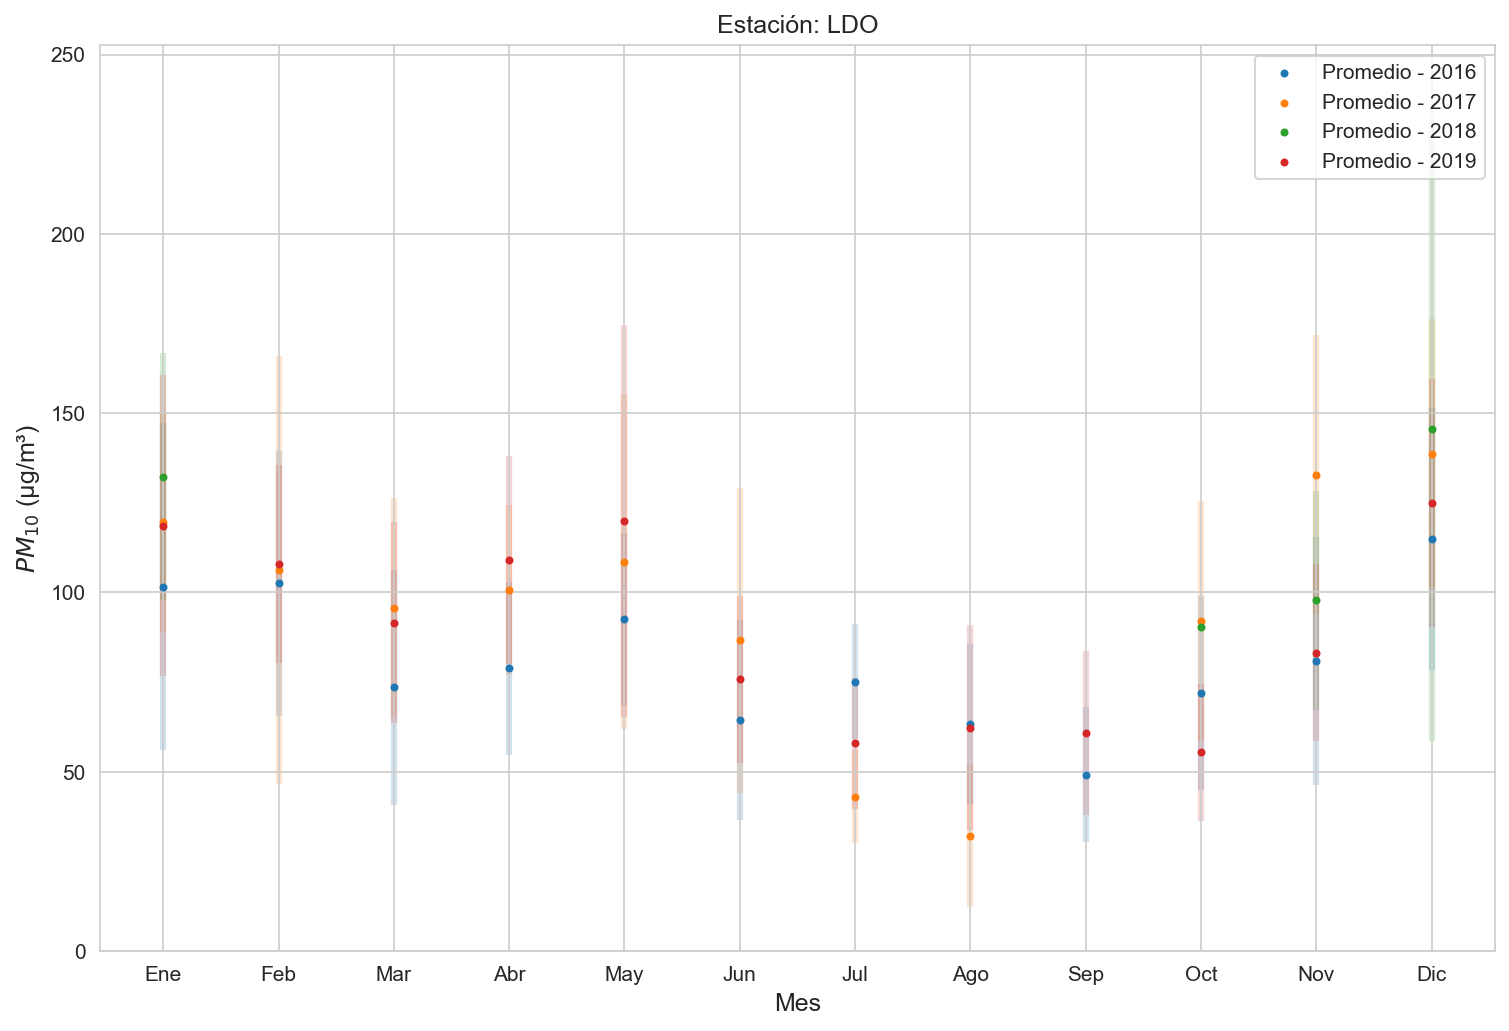 Estación: LDO
Promedio - 2016
Promedio - 2017
Promedio - 2018
Promedio - 2019
250
200
150
100
50
0
PM₁₀ (µg/m³)
Ene Feb Mar Abr May Jun Jul Ago Sep Oct Nov Dic
Mes